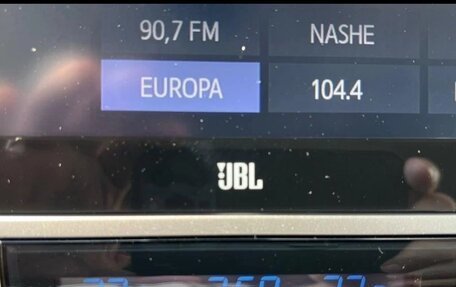 90,7 FM NASHE
EUROPA 104.4
JBL